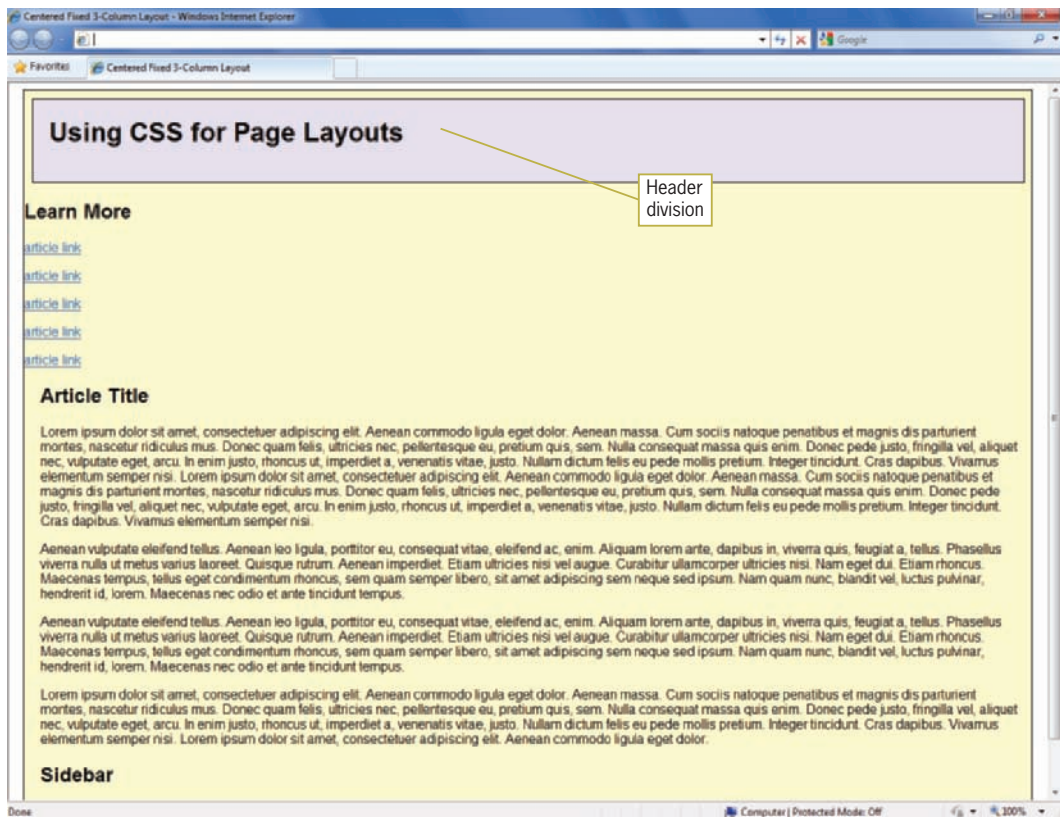 Centered Fixed 3-Column Layout - Windows Internet Explorer
Google
Favorites Centered Fixed 3-Column Layout
Using CSS for Page Layouts
Header
division
Learn More
article link
article link
article link
article link
article link
Article Title
Lorem ipsum dolor sit amet, consectetuer adipiscing elit. Aenean commodo ligula eget dolor. Aenean massa. Cum sociis natoque penatibus et magnis dis parturient
montes, nascetur ridiculus mus. Donec quam felis, ultricies nec, pellentesque eu, pretium quis, sem. Nulla consequat massa quis enim. Donec pede justo, fringilla vel, aliquet
nec, vulputate eget, arcu. In enim justo, rhoncus ut, imperdiet a, venenatis vitae, justo. Nullam dictum felis eu pede mollis pretium. Integer tincidunt. Cras dapibus. Vivamus
elementum semper nisi. Lorem ipsum dolor sit amet, consectetuer adipiscing elit. Aenean commodo ligula eget dolor. Aenean massa. Cum sociis natoque penatibus et
magnis dis parturient montes, nascetur ridiculus mus. Donec quam felis, ultricies nec, pellentesque eu, pretium quis, sem. Nulla consequat massa quis enim. Donec pede
justo, fringilla vel, aliquet nec, vulputate eget, arcu. In enim justo, rhoncus ut, imperdiet a, venenatis vitae, justo. Nullam dictum felis eu pede mollis pretium. Integer tincidunt.
Cras dapibus. Vivamus elementum semper nisi.
Aenean vulputate eleifend tellus. Aenean leo ligula, porttitor eu, consequat vitae, eleifend ac, enim. Aliquam lorem ante, dapibus in, viverra quis, feugiat a, tellus. Phasellus
viverra nulla ut metus varius laoreet. Quisque rutrum. Aenean imperdiet. Etiam ultricies nisi vel augue. Curabitur ullamcorper ultricies nisi. Nam eget dui. Etiam rhoncus.
Maecenas tempus, tellus eget condimentum rhoncus, sem quam semper libero, sit amet adipiscing sem neque sed ipsum. Nam quam nunc, blandit vel, luctus pulvinar,
hendrerit id, lorem. Maecenas nec odio et ante tincidunt tempus.
Aenean vulputate eleifend tellus. Aenean leo ligula, porttitor eu, consequat vitae, eleifend ac, enim. Aliquam lorem ante, dapibus in, viverra quis, feugiat a, tellus. Phasellus
viverra nulla ut metus varius laoreet. Quisque rutrum. Aenean imperdiet. Etiam ultricies nisi vel augue. Curabitur ullamcorper ultricies nisi. Nam eget dui. Etiam rhoncus.
Maecenas tempus, tellus eget condimentum rhoncus, sem quam semper libero, sit amet adipiscing sem neque sed ipsum. Nam quam nunc, blandit vel, luctus pulvinar,
hendrerit id, lorem. Maecenas nec odio et ante tincidunt tempus.
Lorem ipsum dolor sit amet, consectetuer adipiscing elit. Aenean commodo ligula eget dolor. Aenean massa. Cum sociis natoque penatibus et magnis dis parturient
montes, nascetur ridiculus mus. Donec quam felis, ultricies nec, pellentesque eu, pretium quis, sem. Nulla consequat massa quis enim. Donec pede justo, fringilla vel, aliquet
nec, vulputate eget, arcu. In enim justo, rhoncus ut, imperdiet a, venenatis vitae, justo. Nullam dictum felis eu pede mollis pretium. Integer tincidunt. Cras dapibus. Vivamus
elementum semper nisi. Lorem ipsum dolor sit amet, consectetuer adipiscing elit. Aenean commodo ligula eget dolor.
Sidebar
Done Computer | Protected Mode: Off 100%